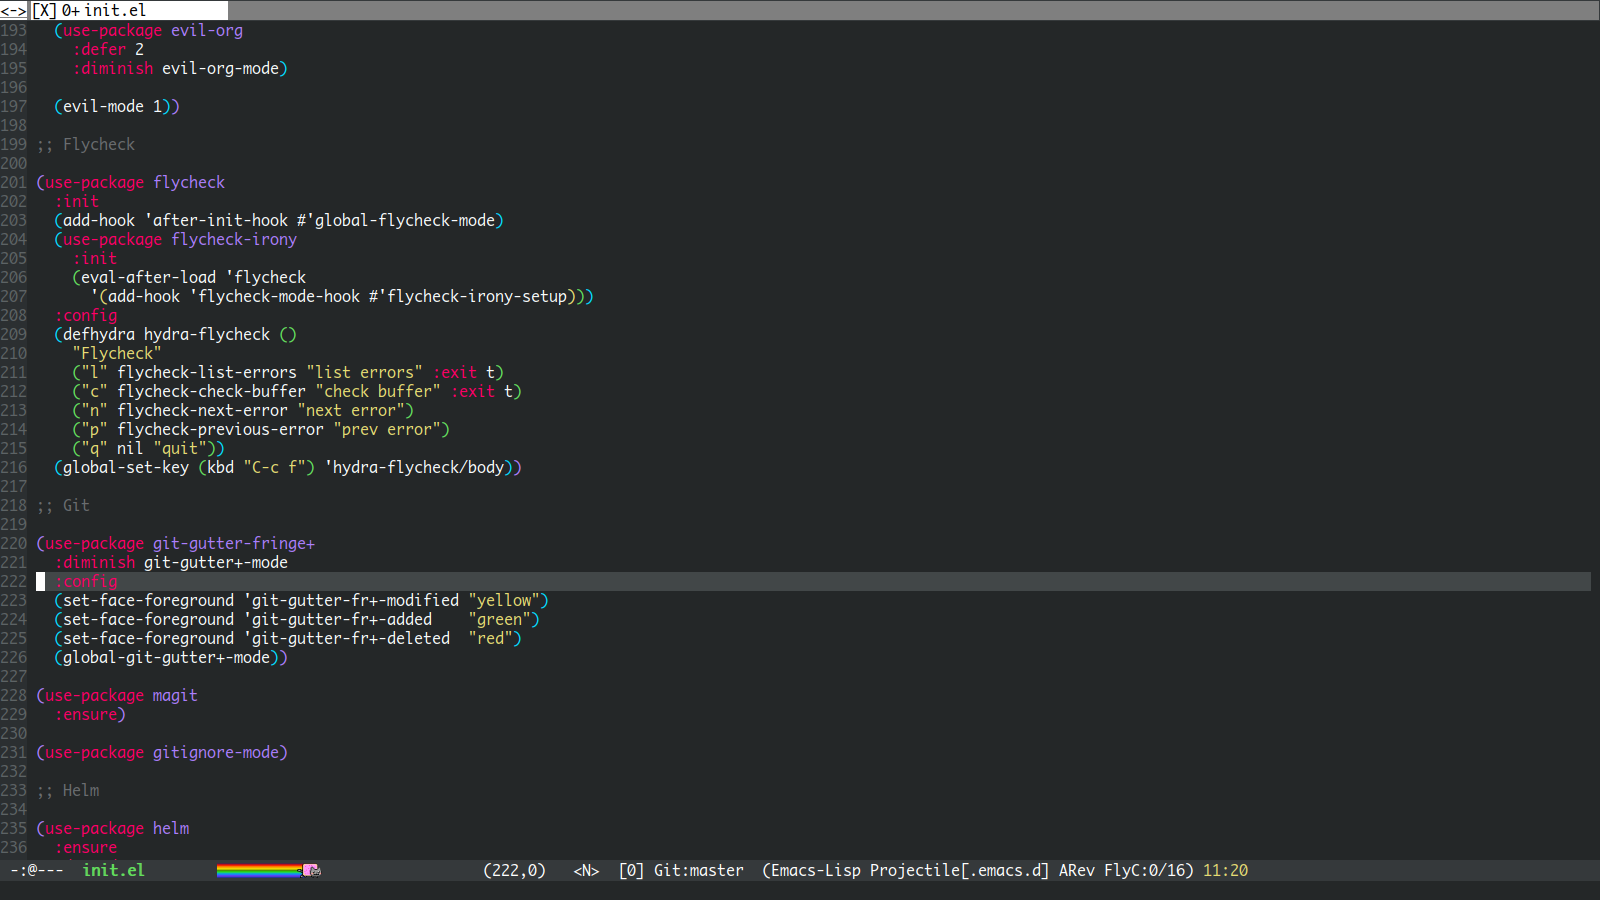 <-> [X] 0+ init.el
193   (use-package evil-org
194     :defer 2
195     :diminish evil-org-mode)
196
197   (evil-mode 1))
198
199 ;; Flycheck
200
201 (use-package flycheck
202   :init
203   (add-hook 'after-init-hook #'global-flycheck-mode)
204   (use-package flycheck-irony
205     :init
206     (eval-after-load 'flycheck
207       '(add-hook 'flycheck-mode-hook #'flycheck-irony-setup)))
208   :config
209   (defhydra hydra-flycheck ()
210     "Flycheck"
211     ("l" flycheck-list-errors "list errors" :exit t)
212     ("c" flycheck-check-buffer "check buffer" :exit t)
213     ("n" flycheck-next-error "next error")
214     ("p" flycheck-previous-error "prev error")
215     ("q" nil "quit"))
216   (global-set-key (kbd "C-c f") 'hydra-flycheck/body))
217
218 ;; Git
219
220 (use-package git-gutter-fringe+
221   :diminish git-gutter+-mode
222   :config
223   (set-face-foreground 'git-gutter-fr+-modified "yellow")
224   (set-face-foreground 'git-gutter-fr+-added    "green")
225   (set-face-foreground 'git-gutter-fr+-deleted  "red")
226   (global-git-gutter+-mode))
227
228 (use-package magit
229   :ensure)
230
231 (use-package gitignore-mode)
232
233 ;; Helm
234
235 (use-package helm
236   :ensure
-:@---  init.el  (222,0)  <N>  [0] Git:master  (Emacs-Lisp Projectile[.emacs.d] ARev FlyC:0/16) 11:20